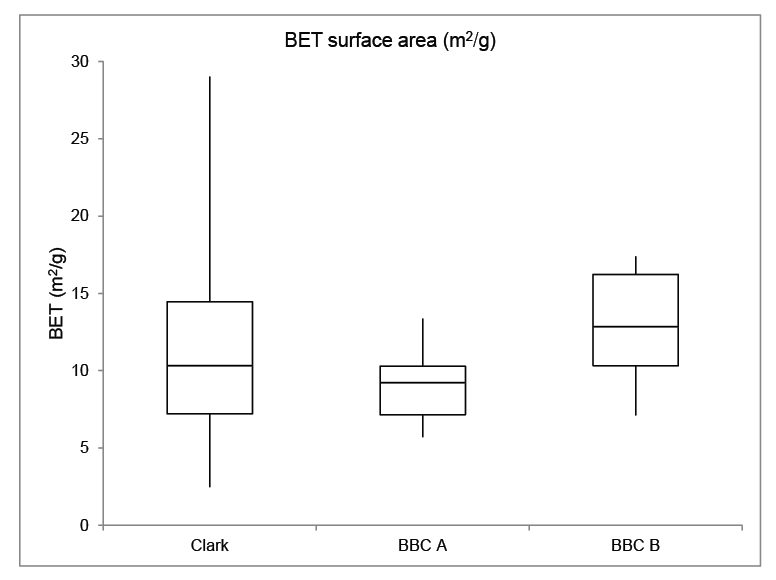 BET surface area (m²/g)
30
25
20
15
10
5
0
BET (m²/g)
Clark
BBC A
BBC B